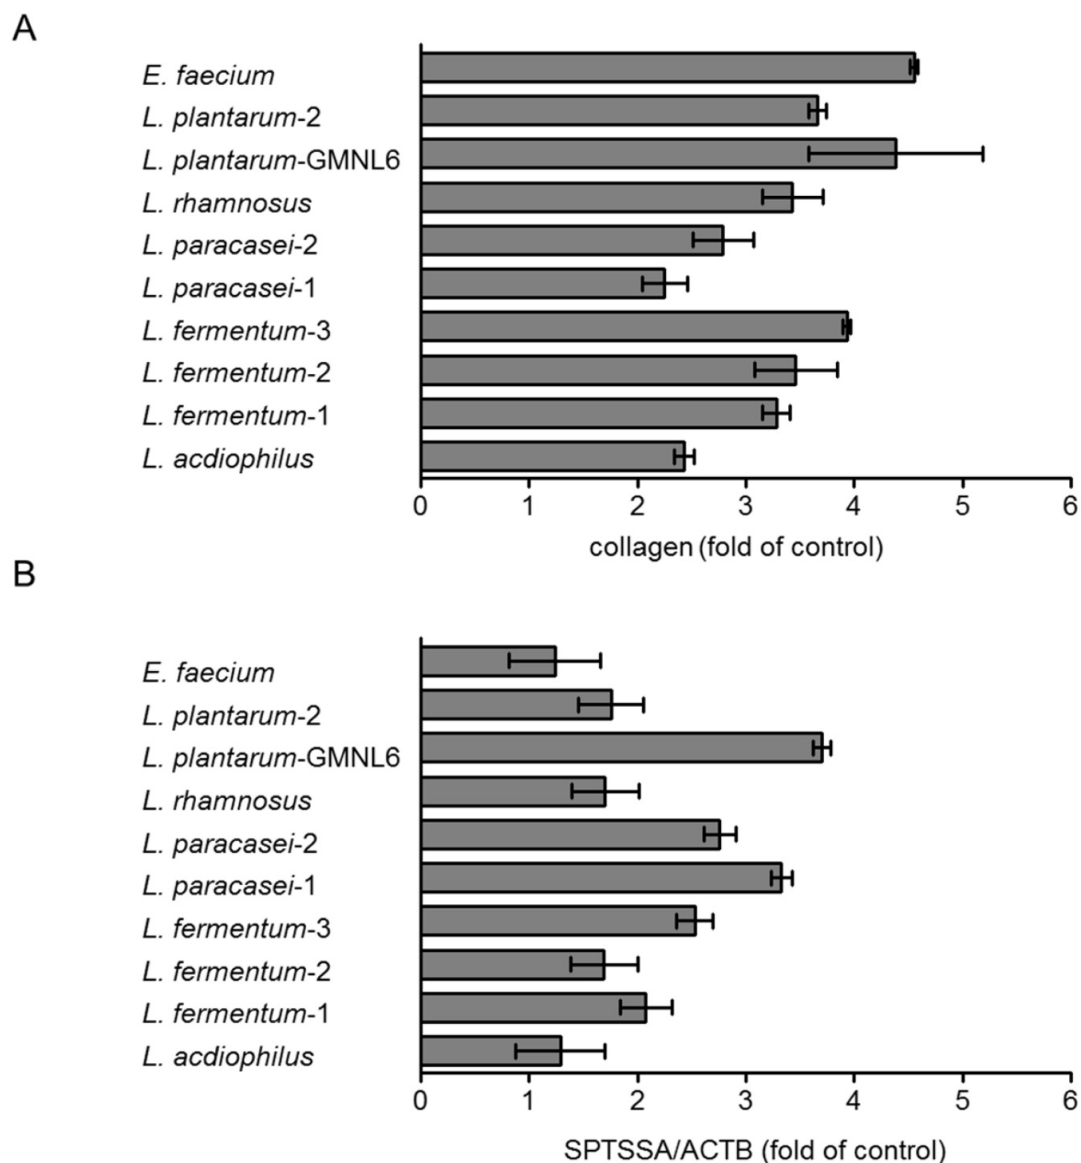 A
E. faecium
L. plantarum-2
L. plantarum-GMNL6
L. rhamnosus
L. paracasei-2
L. paracasei-1
L. fermentum-3
L. fermentum-2
L. fermentum-1
L. acdiophilus
0 1 2 3 4 5 6
collagen (fold of control)
B
E. faecium
L. plantarum-2
L. plantarum-GMNL6
L. rhamnosus
L. paracasei-2
L. paracasei-1
L. fermentum-3
L. fermentum-2
L. fermentum-1
L. acdiophilus
0 1 2 3 4 5 6
SPTSSA/ACTB (fold of control)